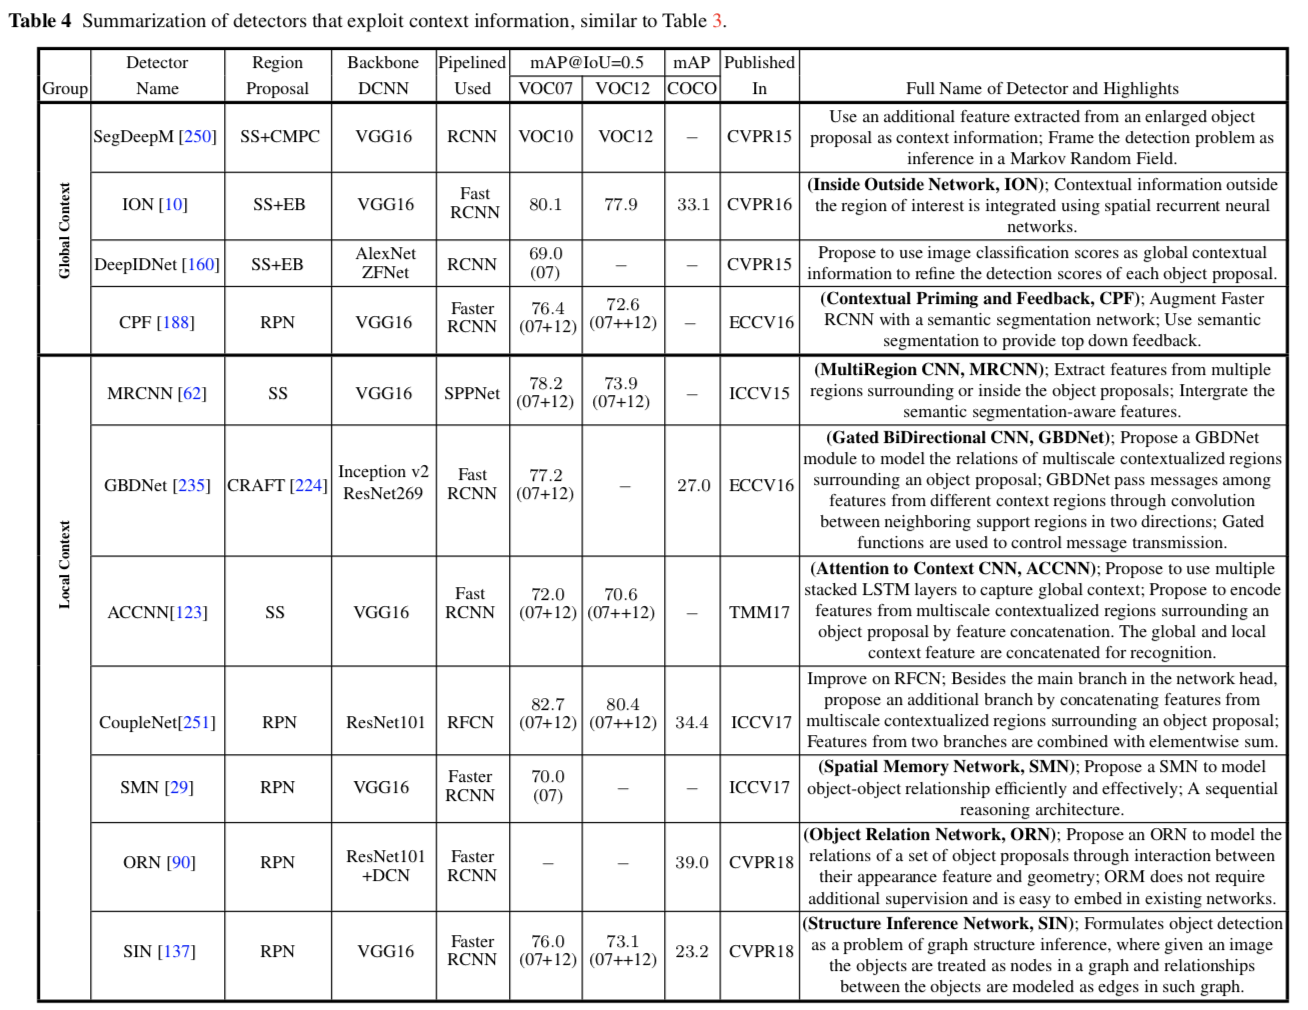 Table 4 Summarization of detectors that exploit context information, similar to Table 3.
Group
Detector
Name
Region
Proposal
Backbone
DCNN
Pipelined
Used
mAP@IoU=0.5
VOC07
VOC12
mAP
COCO
Published
In
Full Name of Detector and Highlights
Global Context
SegDeepM [250]
SS+CMPC
VGG16
RCNN
VOC10
VOC12
−
CVPR15
Use an additional feature extracted from an enlarged object
proposal as context information; Frame the detection problem as
inference in a Markov Random Field.
ION [10]
SS+EB
VGG16
Fast
RCNN
80.1
77.9
33.1
CVPR16
(Inside Outside Network, ION); Contextual information outside
the region of interest is integrated using spatial recurrent neural
networks.
DeepIDNet [160]
SS+EB
AlexNet
ZFNet
RCNN
69.0
(07)
−
−
CVPR15
Propose to use image classification scores as global contextual
information to refine the detection scores of each object proposal.
CPF [188]
RPN
VGG16
Faster
RCNN
76.4
(07+12)
72.6
(07++12)
−
ECCV16
(Contextual Priming and Feedback, CPF); Augment Faster
RCNN with a semantic segmentation network; Use semantic
segmentation to provide top down feedback.
Local Context
MRCNN [62]
SS
VGG16
SPPNet
78.2
(07+12)
73.9
(07+12)
−
ICCV15
(MultiRegion CNN, MRCNN); Extract features from multiple
regions surrounding or inside the object proposals; Intergrate the
semantic segmentation-aware features.
GBDNet [235]
CRAFT [224]
Inception v2
ResNet269
Fast
RCNN
77.2
(07+12)
−
27.0
ECCV16
(Gated BiDirectional CNN, GBDNet); Propose a GBDNet
module to model the relations of multiscale contextualized regions
surrounding an object proposal; GBDNet pass messages among
features from different context regions through convolution
between neighboring support regions in two directions; Gated
functions are used to control message transmission.
ACCNN[123]
SS
VGG16
Fast
RCNN
72.0
(07+12)
70.6
(07++12)
−
TMM17
(Attention to Context CNN, ACCNN); Propose to use multiple
stacked LSTM layers to capture global context; Propose to encode
features from multiscale contextualized regions surrounding an
object proposal by feature concatenation. The global and local
context feature are concatenated for recognition.
CoupleNet[251]
RPN
ResNet101
RFCN
82.7
(07+12)
80.4
(07++12)
34.4
ICCV17
Improve on RFCN; Besides the main branch in the network head,
propose an additional branch by concatenating features from
multiscale contextualized regions surrounding an object proposal;
Features from two branches are combined with elementwise sum.
SMN [29]
RPN
VGG16
Faster
RCNN
70.0
(07)
−
−
ICCV17
(Spatial Memory Network, SMN); Propose a SMN to model
object-object relationship efficiently and effectively; A sequential
reasoning architecture.
ORN [90]
RPN
ResNet101
+DCN
Faster
RCNN
−
−
39.0
CVPR18
(Object Relation Network, ORN); Propose an ORN to model the
relations of a set of object proposals through interaction between
their appearance feature and geometry; ORM does not require
additional supervision and is easy to embed in existing networks.
SIN [137]
RPN
VGG16
Faster
RCNN
76.0
(07+12)
73.1
(07++12)
23.2
CVPR18
(Structure Inference Network, SIN); Formulates object detection
as a problem of graph structure inference, where given an image
the objects are treated as nodes in a graph and relationships
between the objects are modeled as edges in such graph.